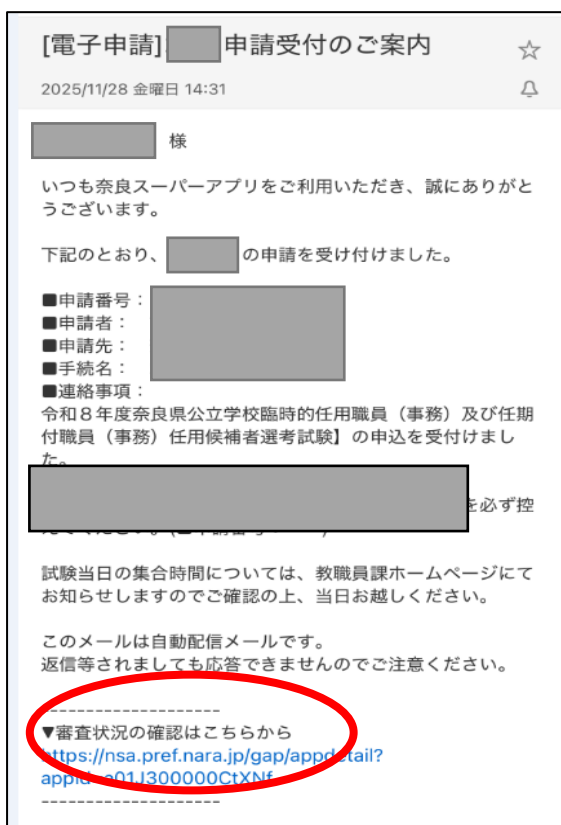 [電子申請] 申請受付のご案内
2025/11/28 金曜日 14:31
様
いつも奈良スーパーアプリをご利用いただき、誠にありがと
うございます。
下記のとおり、 の申請を受け付けました。
■申請番号：
■申請者：
■申請先：
■手続名：
■連絡事項：
令和８年度奈良県公立学校臨時的任用職員（事務）及び任期
付職員（事務）任用候補者選考試験】の申込を受付けまし
た。
を必ず控
試験当日の集合時間については、教職員課ホームページにて
お知らせしますのでご確認の上、当日お越しください。
このメールは自動配信メールです。
返信等されましても応答できませんのでご注意ください。
--------------------
▼審査状況の確認はこちらから
https://nsa.pref.nara.jp/gap/appdetail?
--------------------